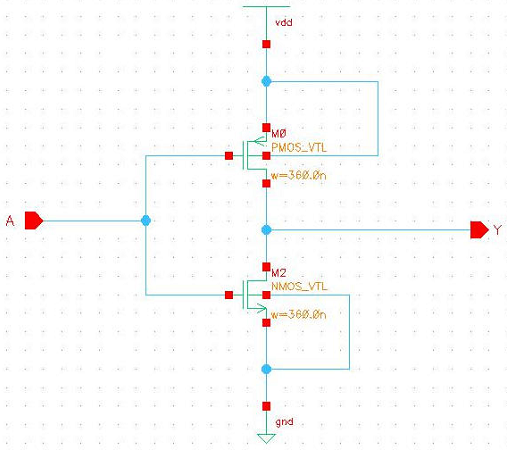 vdd
M0
PMOS_VTL
w=360.0n
A
Y
M2
NMOS_VTL
w=360.0n
gnd